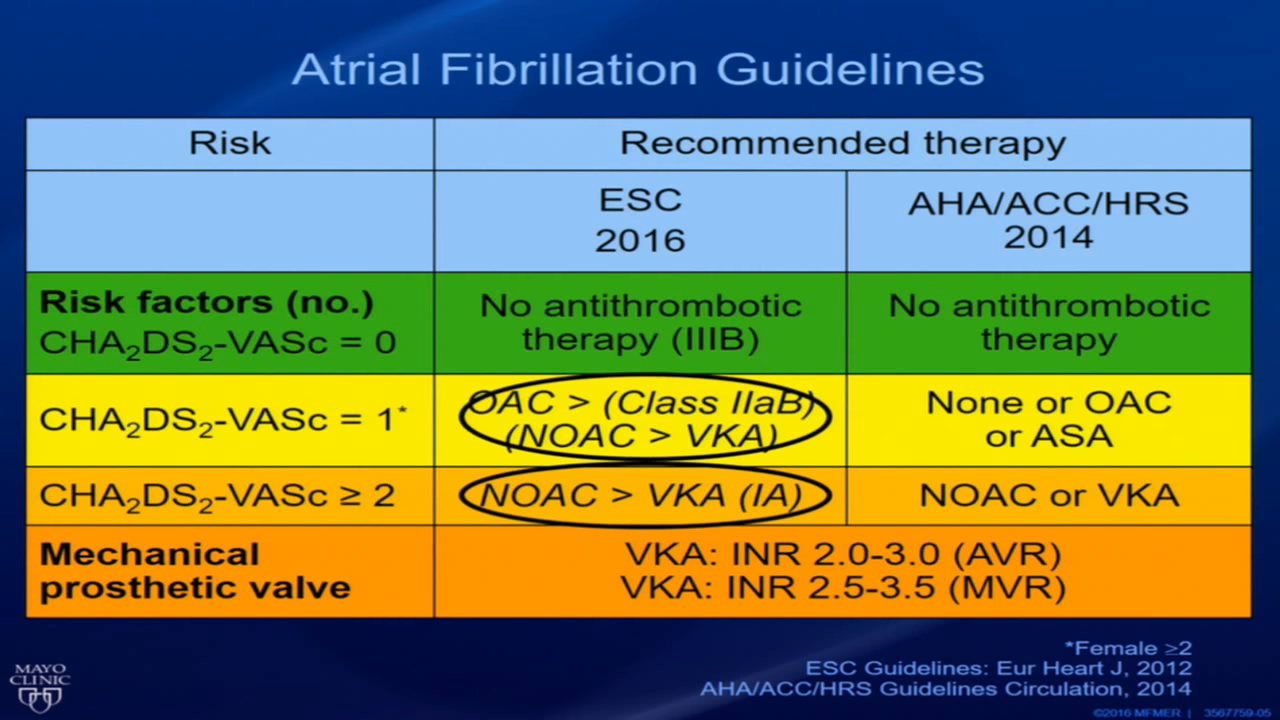 Atrial Fibrillation Guidelines
Risk
Recommended therapy
ESC
2016
AHA/ACC/HRS
2014
Risk factors (no.)
CHA₂DS₂-VASc = 0
No antithrombotic
therapy (IIIB)
No antithrombotic
therapy
CHA₂DS₂-VASc = 1*
OAC > (Class IIaB)
(NOAC > VKA)
None or OAC
or ASA
CHA₂DS₂-VASc ≥ 2
NOAC > VKA (IA)
NOAC or VKA
Mechanical
prosthetic valve
VKA: INR 2.0-3.0 (AVR)
VKA: INR 2.5-3.5 (MVR)
*Female ≥2
ESC Guidelines: Eur Heart J, 2012
AHA/ACC/HRS Guidelines Circulation, 2014
MAYO
CLINIC
©2016 MFMER | 3567759-05